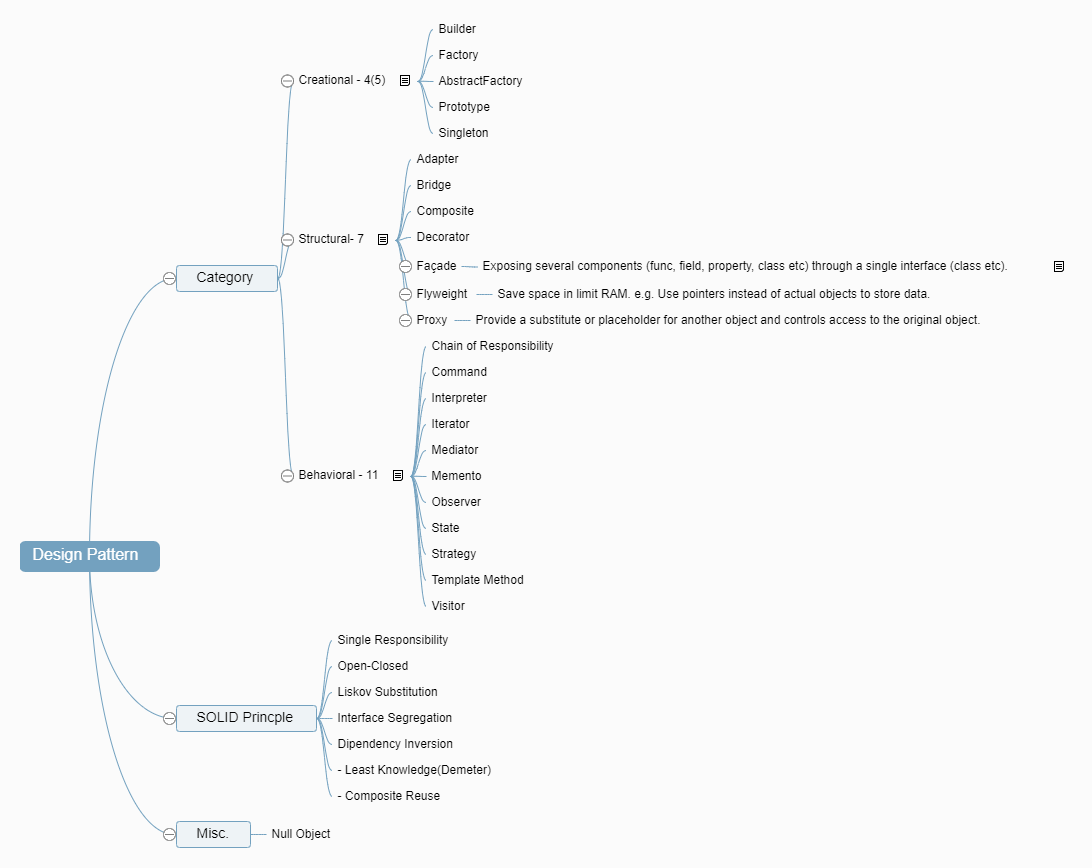 Design Pattern
Category
Creational - 4(5)
Builder
Factory
AbstractFactory
Prototype
Singleton
Structural- 7
Adapter
Bridge
Composite
Decorator
Façade
Exposing several components (func, field, property, class etc) through a single interface (class etc).
Flyweight
Save space in limit RAM. e.g. Use pointers instead of actual objects to store data.
Proxy
Provide a substitute or placeholder for another object and controls access to the original object.
Behavioral - 11
Chain of Responsibility
Command
Interpreter
Iterator
Mediator
Memento
Observer
State
Strategy
Template Method
Visitor
SOLID Princple
Single Responsibility
Open-Closed
Liskov Substitution
Interface Segregation
Dipendency Inversion
- Least Knowledge(Demeter)
- Composite Reuse
Misc.
Null Object